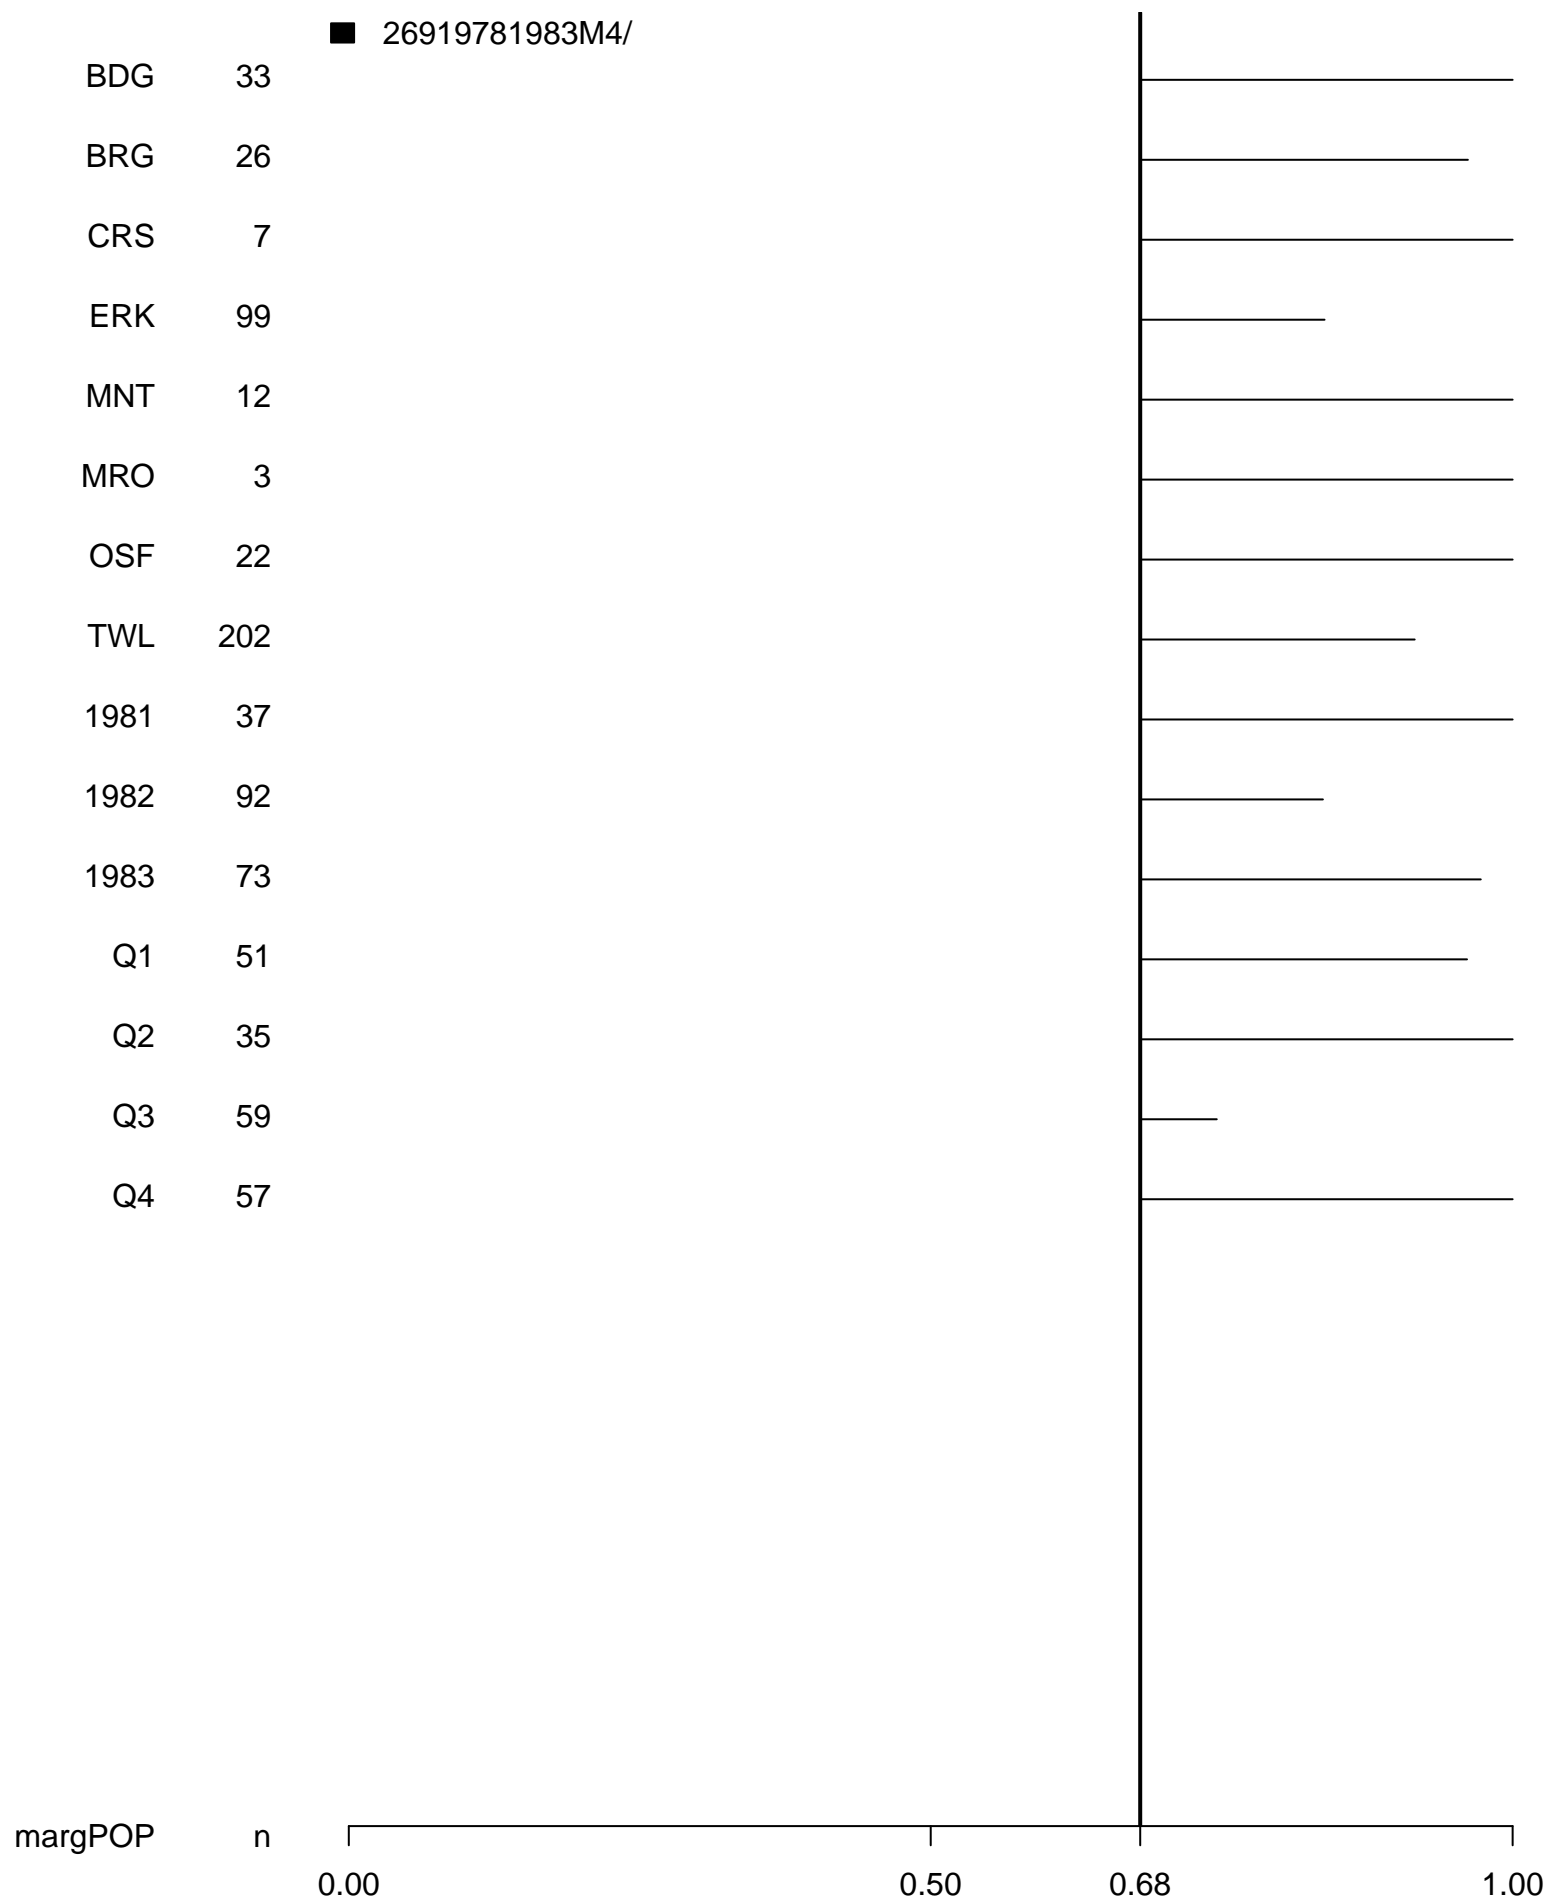 26919781983M4/
BDG 33
BRG 26
CRS 7
ERK 99
MNT 12
MRO 3
OSF 22
TWL 202
1981 37
1982 92
1983 73
Q1 51
Q2 35
Q3 59
Q4 57
margPOP n
0.00 0.50 0.68 1.00